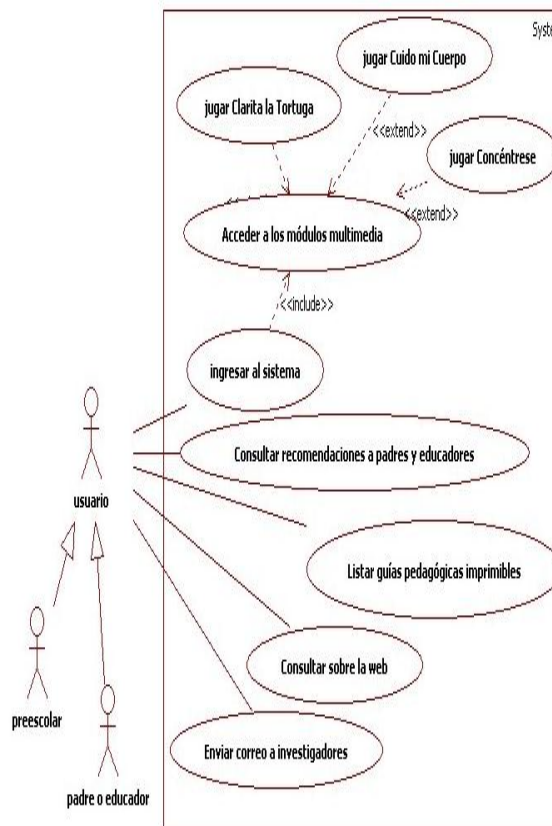 Syste
jugar Cuido mi Cuerpo
jugar Clarita la Tortuga
<<extend>>
jugar Concéntrese
<<extend>>
Acceder a los módulos multimedia
<<include>>
ingresar al sistema
Consultar recomendaciones a padres y educadores
usuario
Listar guías pedagógicas imprimibles
Consultar sobre la web
preescolar
Enviar correo a investigadores
padre o educador